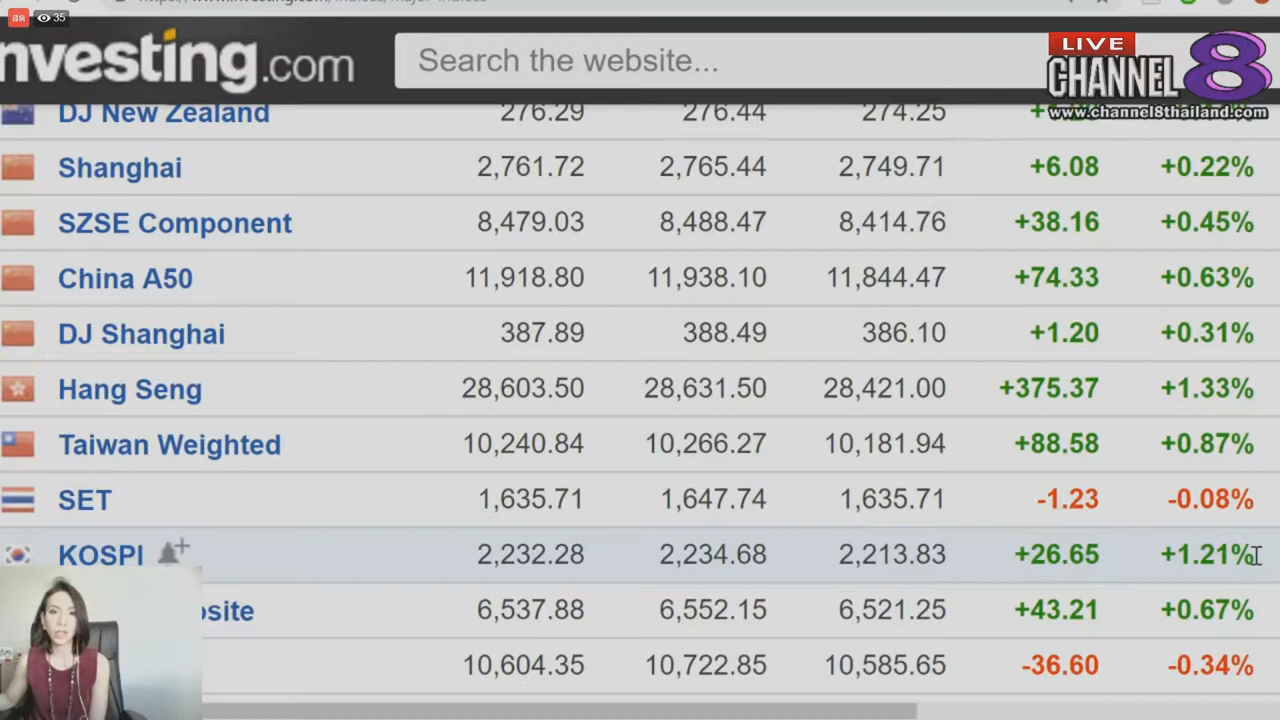 สด 35
nvesting.com Search the website... LIVE
CHANNEL 8
www.channel8thailand.com
DJ New Zealand 276.29 276.44 274.25
Shanghai 2,761.72 2,765.44 2,749.71 +6.08 +0.22%
SZSE Component 8,479.03 8,488.47 8,414.76 +38.16 +0.45%
China A50 11,918.80 11,938.10 11,844.47 +74.33 +0.63%
DJ Shanghai 387.89 388.49 386.10 +1.20 +0.31%
Hang Seng 28,603.50 28,631.50 28,421.00 +375.37 +1.33%
Taiwan Weighted 10,240.84 10,266.27 10,181.94 +88.58 +0.87%
SET 1,635.71 1,647.74 1,635.71 -1.23 -0.08%
KOSPI 2,232.28 2,234.68 2,213.83 +26.65 +1.21%
osite 6,537.88 6,552.15 6,521.25 +43.21 +0.67%
10,604.35 10,722.85 10,585.65 -36.60 -0.34%